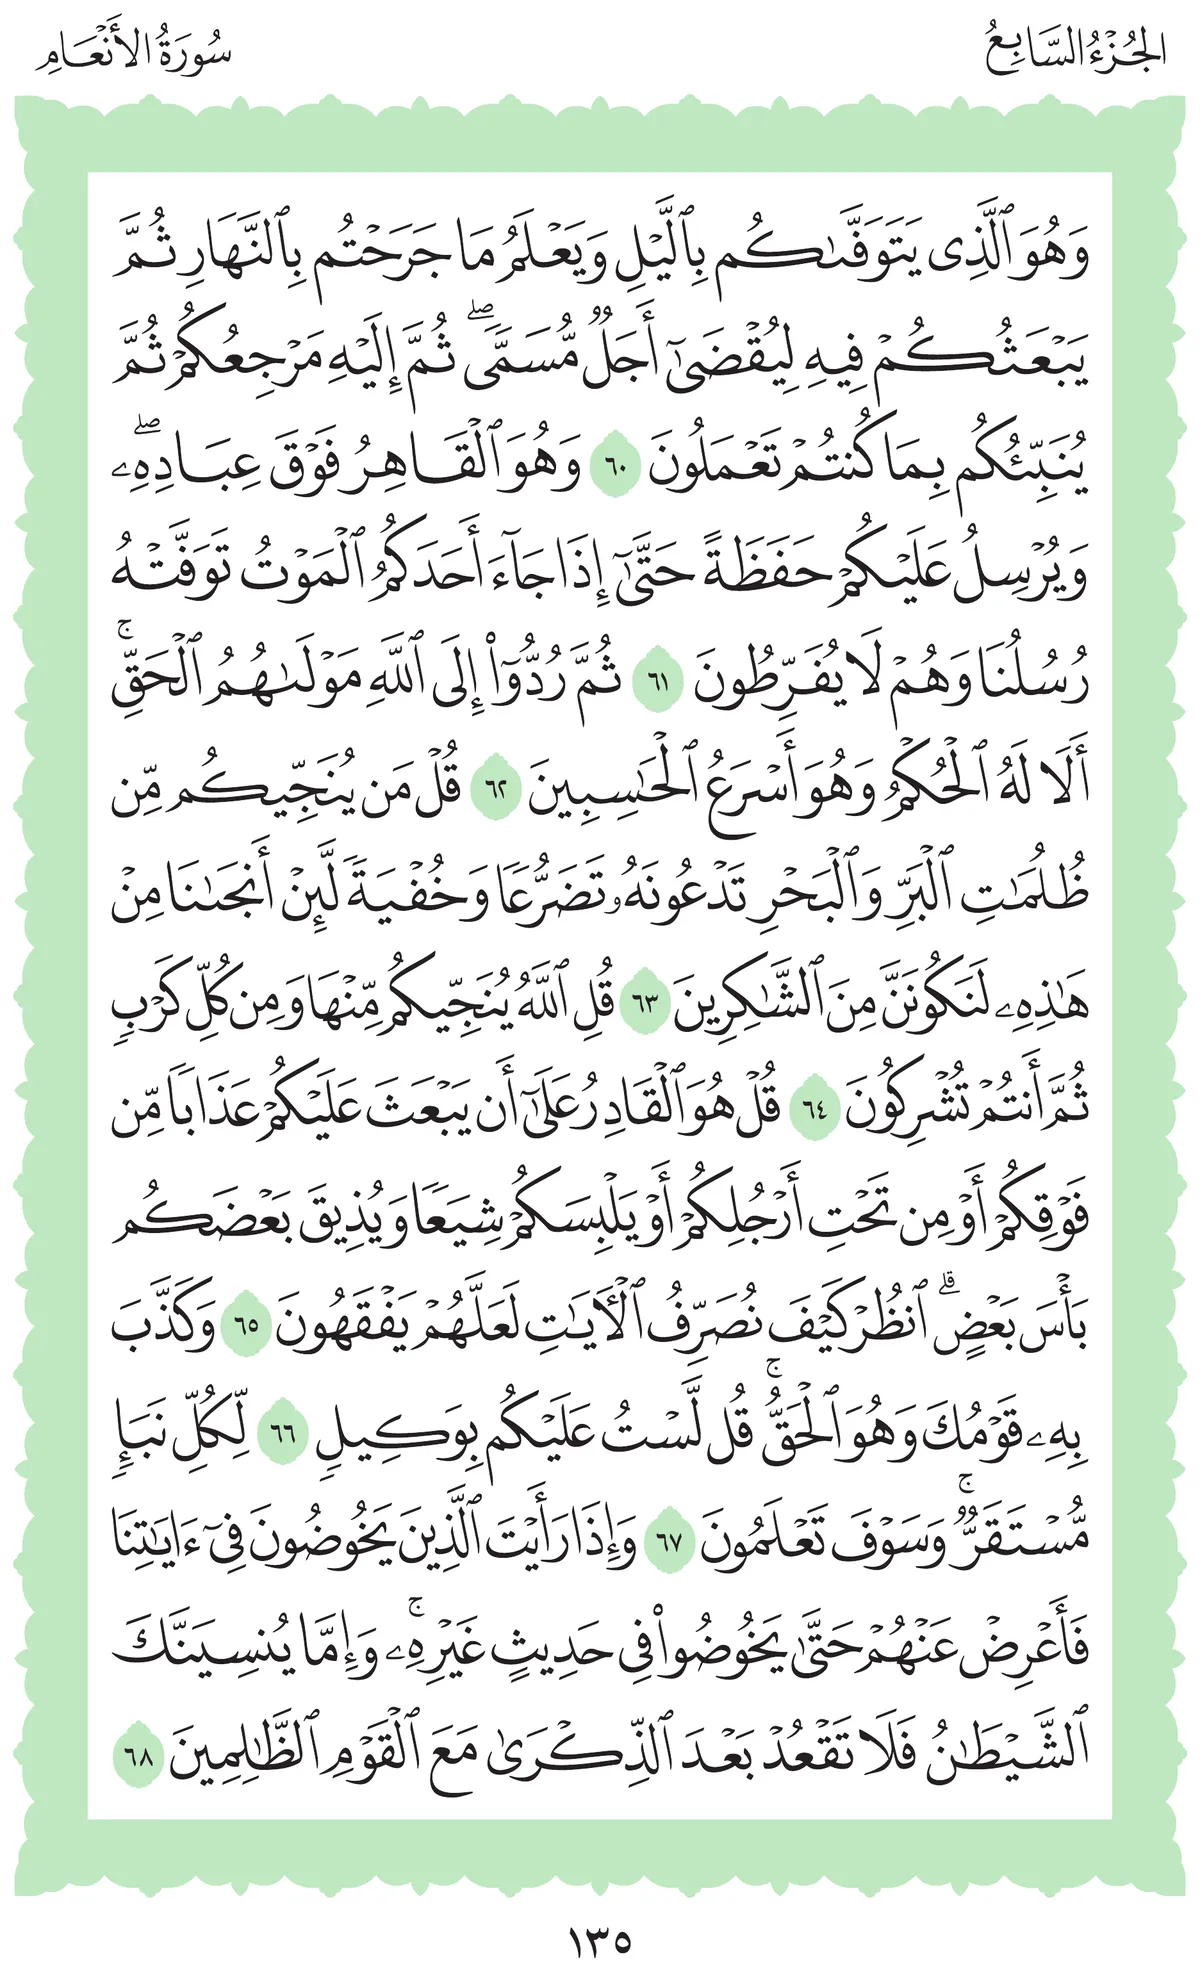 الجُزْءُ السَّابِعُ
سُورَةُ الأَنْعَامِ
وَهُوَ ٱلَّذِى يَتَوَفَّىٰكُم بِٱلَّيْلِ وَيَعْلَمُ مَا جَرَحْتُم بِٱلنَّهَارِ ثُمَّ
يَبْعَثُكُمْ فِيهِ لِيُقْضَىٰٓ أَجَلٌ مُّسَمًّى ۖ ثُمَّ إِلَيْهِ مَرْجِعُكُمْ ثُمَّ
يُنَبِّئُكُم بِمَا كُنتُمْ تَعْمَلُونَ ٦٠ وَهُوَ ٱلْقَاهِرُ فَوْقَ عِبَادِهِۦ ۖ
وَيُرْسِلُ عَلَيْكُمْ حَفَظَةً حَتَّىٰٓ إِذَا جَآءَ أَحَدَكُمُ ٱلْمَوْتُ تَوَفَّتْهُ
رُسُلُنَا وَهُمْ لَا يُفَرِّطُونَ ٦١ ثُمَّ رُدُّوٓا۟ إِلَى ٱللَّهِ مَوْلَىٰهُمُ ٱلْحَقِّ ۚ
أَلَا لَهُ ٱلْحُكْمُ وَهُوَ أَسْرَعُ ٱلْحَٰسِبِينَ ٦٢ قُلْ مَن يُنَجِّيكُم مِّن
ظُلُمَٰتِ ٱلْبَرِّ وَٱلْبَحْرِ تَدْعُونَهُۥ تَضَرُّعًا وَخُفْيَةً لَّئِنْ أَنجَىٰنَا مِنْ
هَٰذِهِۦ لَنَكُونَنَّ مِنَ ٱلشَّٰكِرِينَ ٦٣ قُلِ ٱللَّهُ يُنَجِّيكُم مِّنْهَا وَمِن كُلِّ كَرْبٍ
ثُمَّ أَنتُمْ تُشْرِكُونَ ٦٤ قُلْ هُوَ ٱلْقَادِرُ عَلَىٰٓ أَن يَبْعَثَ عَلَيْكُمْ عَذَابًا مِّن
فَوْقِكُمْ أَوْ مِن تَحْتِ أَرْجُلِكُمْ أَوْ يَلْبِسَكُمْ شِيَعًا وَيُذِيقَ بَعْضَكُم
بَأْسَ بَعْضٍ ۗ ٱنظُرْ كَيْفَ نُصَرِّفُ ٱلْـَٔايَٰتِ لَعَلَّهُمْ يَفْقَهُونَ ٦٥ وَكَذَّبَ
بِهِۦ قَوْمُكَ وَهُوَ ٱلْحَقُّ ۚ قُل لَّسْتُ عَلَيْكُم بِوَكِيلٍ ٦٦ لِّكُلِّ نَبَإٍ
مُّسْتَقَرٌّ ۚ وَسَوْفَ تَعْلَمُونَ ٦٧ وَإِذَا رَأَيْتَ ٱلَّذِينَ يَخُوضُونَ فِىٓ ءَايَٰتِنَا
فَأَعْرِضْ عَنْهُمْ حَتَّىٰ يَخُوضُوا۟ فِى حَدِيثٍ غَيْرِهِۦ ۚ وَإِمَّا يُنسِيَنَّكَ
ٱلشَّيْطَٰنُ فَلَا تَقْعُدْ بَعْدَ ٱلذِّكْرَىٰ مَعَ ٱلْقَوْمِ ٱلظَّٰلِمِينَ ٦٨
١٣٥